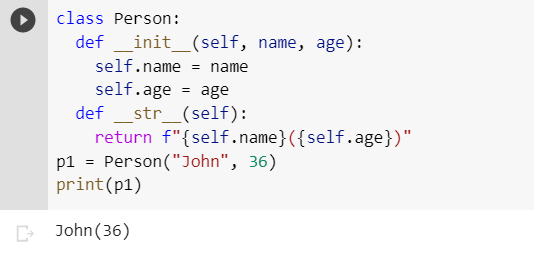 class Person:
  def __init__(self, name, age):
    self.name = name
    self.age = age
  def __str__(self):
    return f"{self.name}({self.age})"
p1 = Person("John", 36)
print(p1)
John(36)